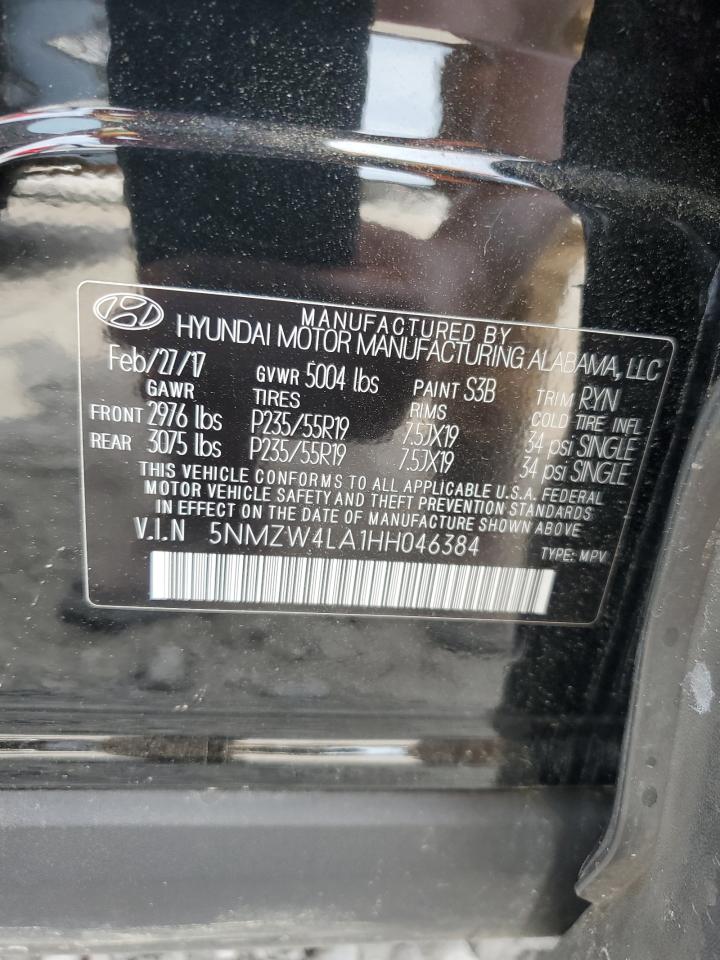 MANUFACTURED BY
HYUNDAI MOTOR MANUFACTURING ALABAMA, LLC
Feb/27/17 GVWR 5004 lbs PAINT S3B TRIM RYN
GAWR TIRES RIMS COLD TIRE INFL
FRONT 2976 lbs P235/55R19 7.5JX19 34 psi SINGLE
REAR 3075 lbs P235/55R19 7.5JX19 34 psi SINGLE
THIS VEHICLE CONFORMS TO ALL APPLICABLE U.S.A. FEDERAL
MOTOR VEHICLE SAFETY AND THEFT PREVENTION STANDARDS
IN EFFECT ON THE DATE OF MANUFACTURE SHOWN ABOVE.
V.I.N 5NMZW4LA1HH046384 TYPE: MPV